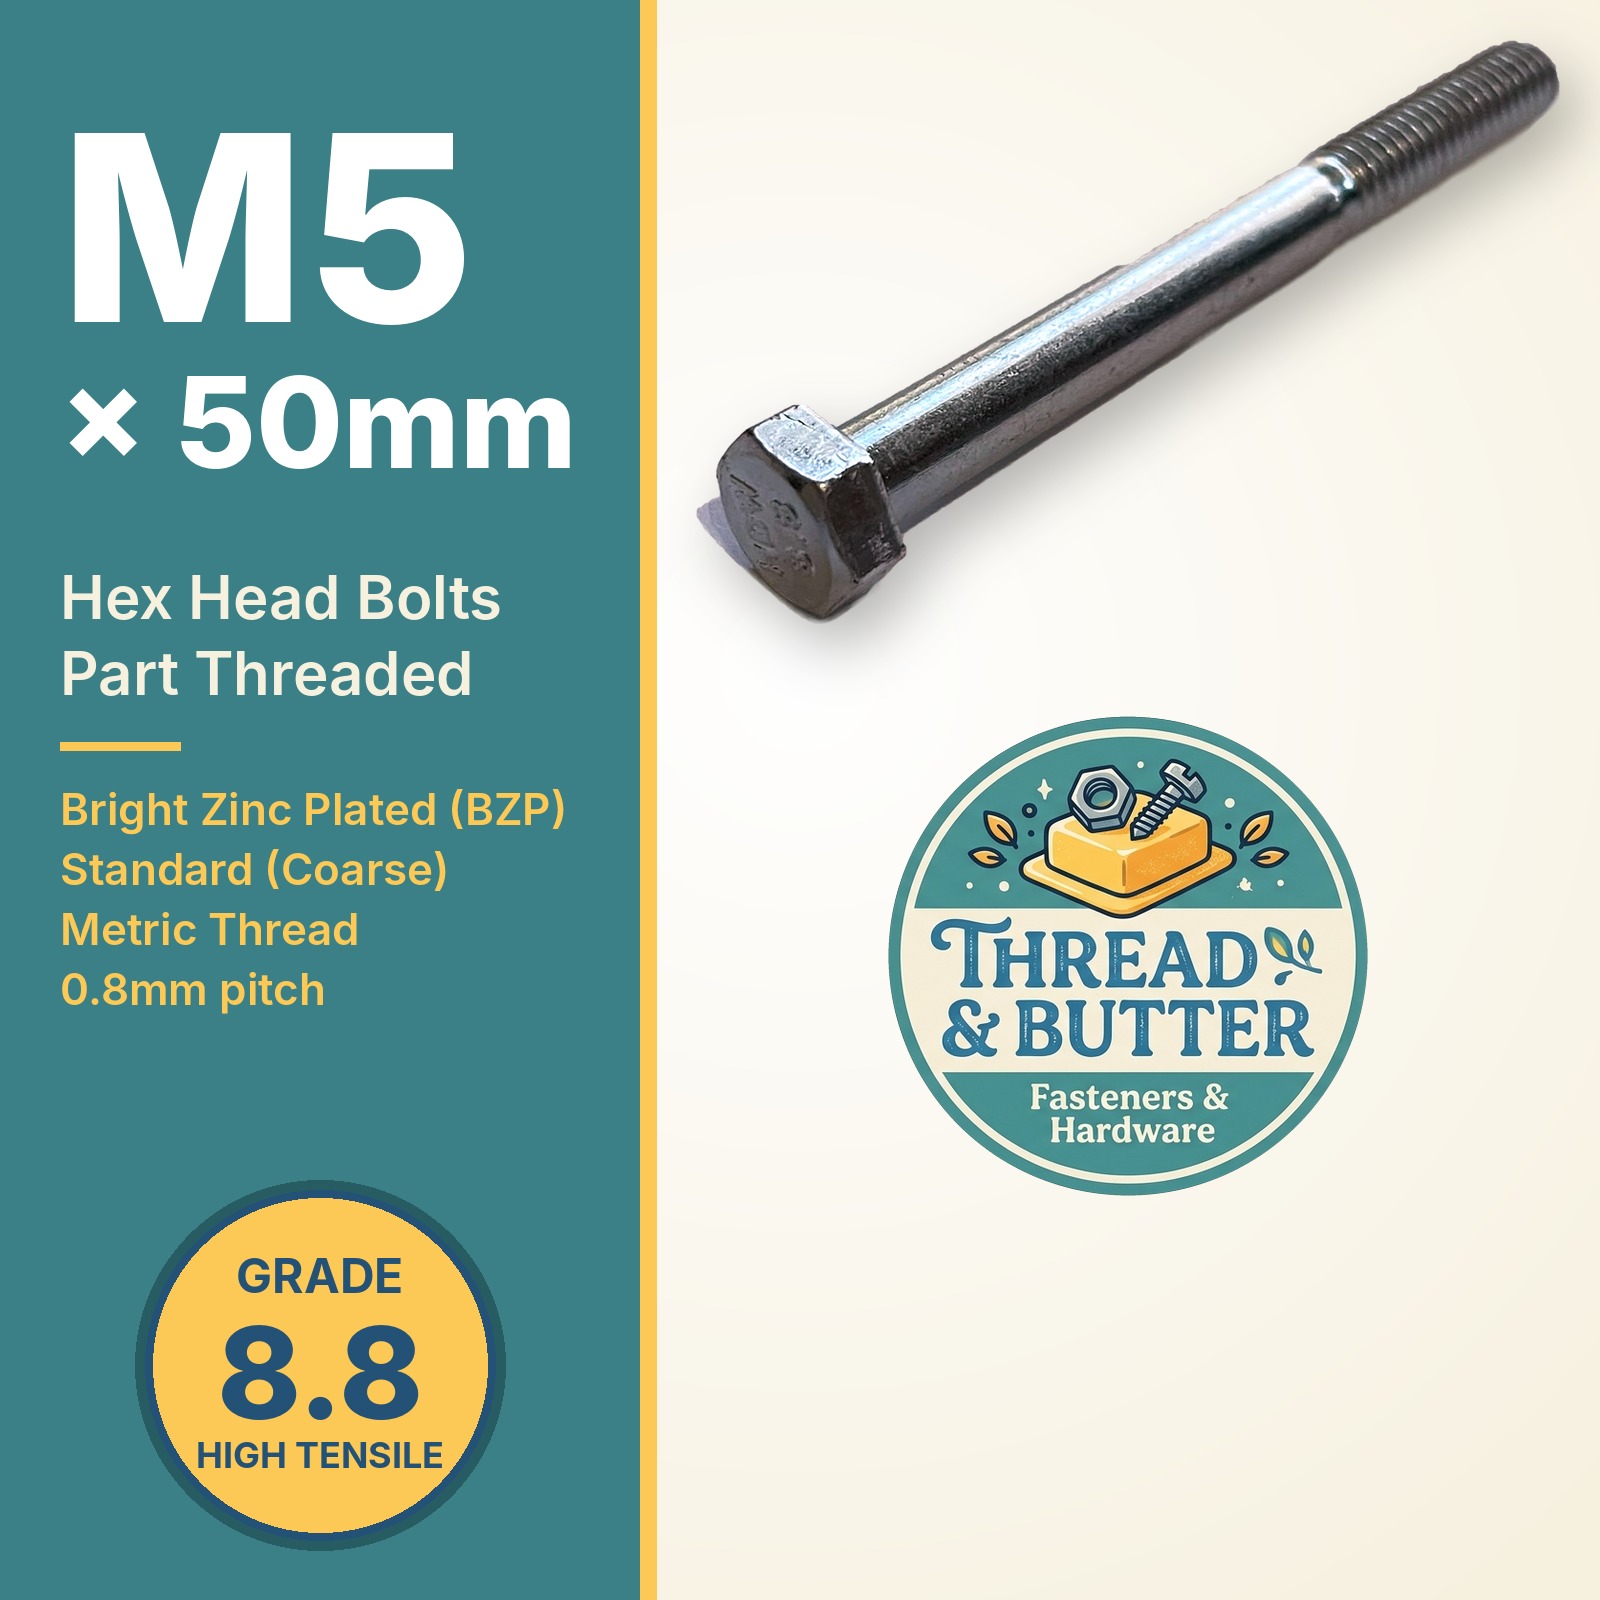 M5
× 50mm
Hex Head Bolts
Part Threaded
Bright Zinc Plated (BZP)
Standard (Coarse)
Metric Thread
0.8mm pitch
GRADE
8.8
HIGH TENSILE
THREAD
& BUTTER
Fasteners &
Hardware